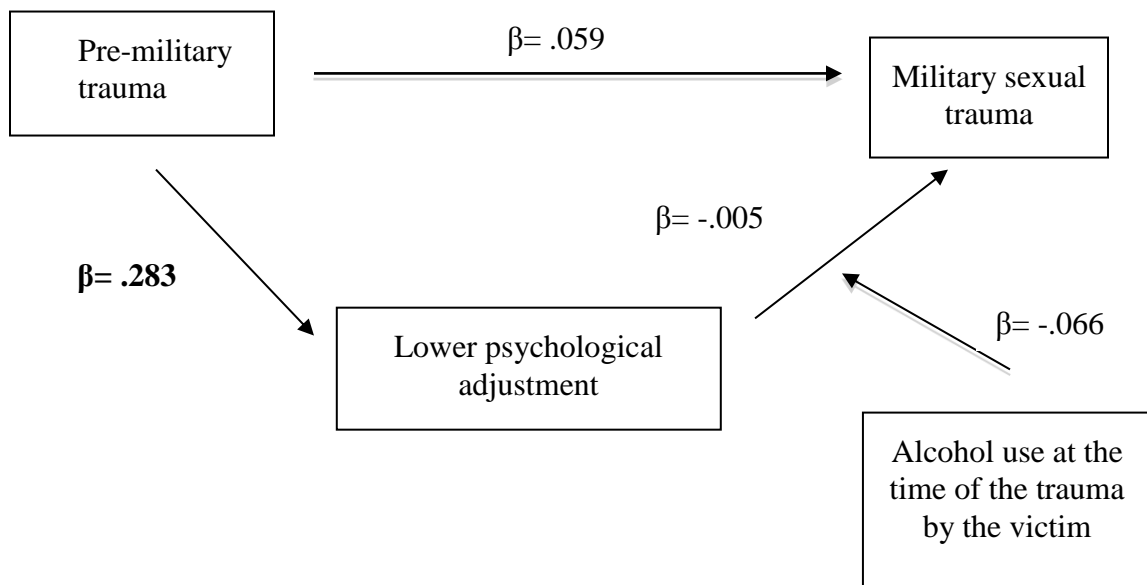 Pre-military
trauma
β= .059
Military sexual
trauma
β= -.005
β= .283
Lower psychological
adjustment
β= -.066
Alcohol use at the
time of the trauma
by the victim